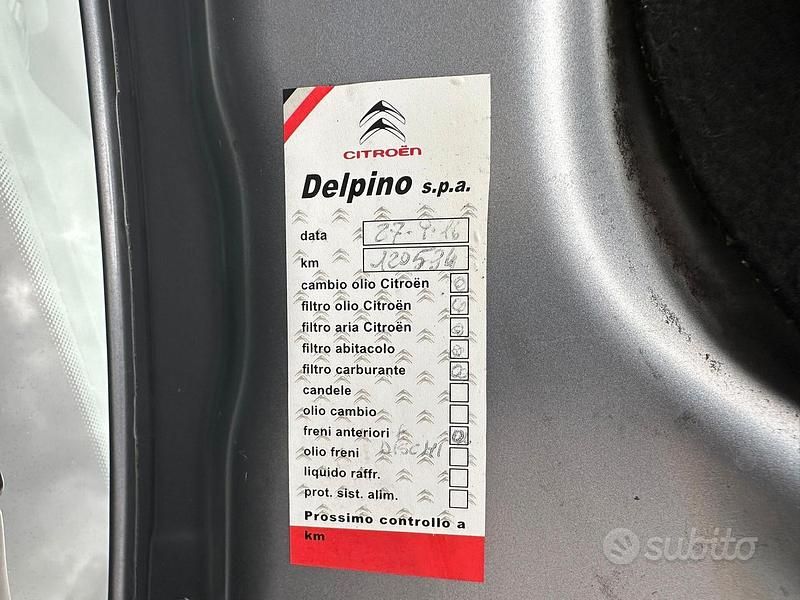 CITROËN
Delpino s.p.a.
data 27.9.16
km 120594
cambio olio Citroën
filtro olio Citroën
filtro aria Citroën
filtro abitacolo
filtro carburante
candele
olio cambio
freni anteriori
olio freni DISCHI
liquido raffr.
prot. sist. alim.
Prossimo controllo a
km
subito